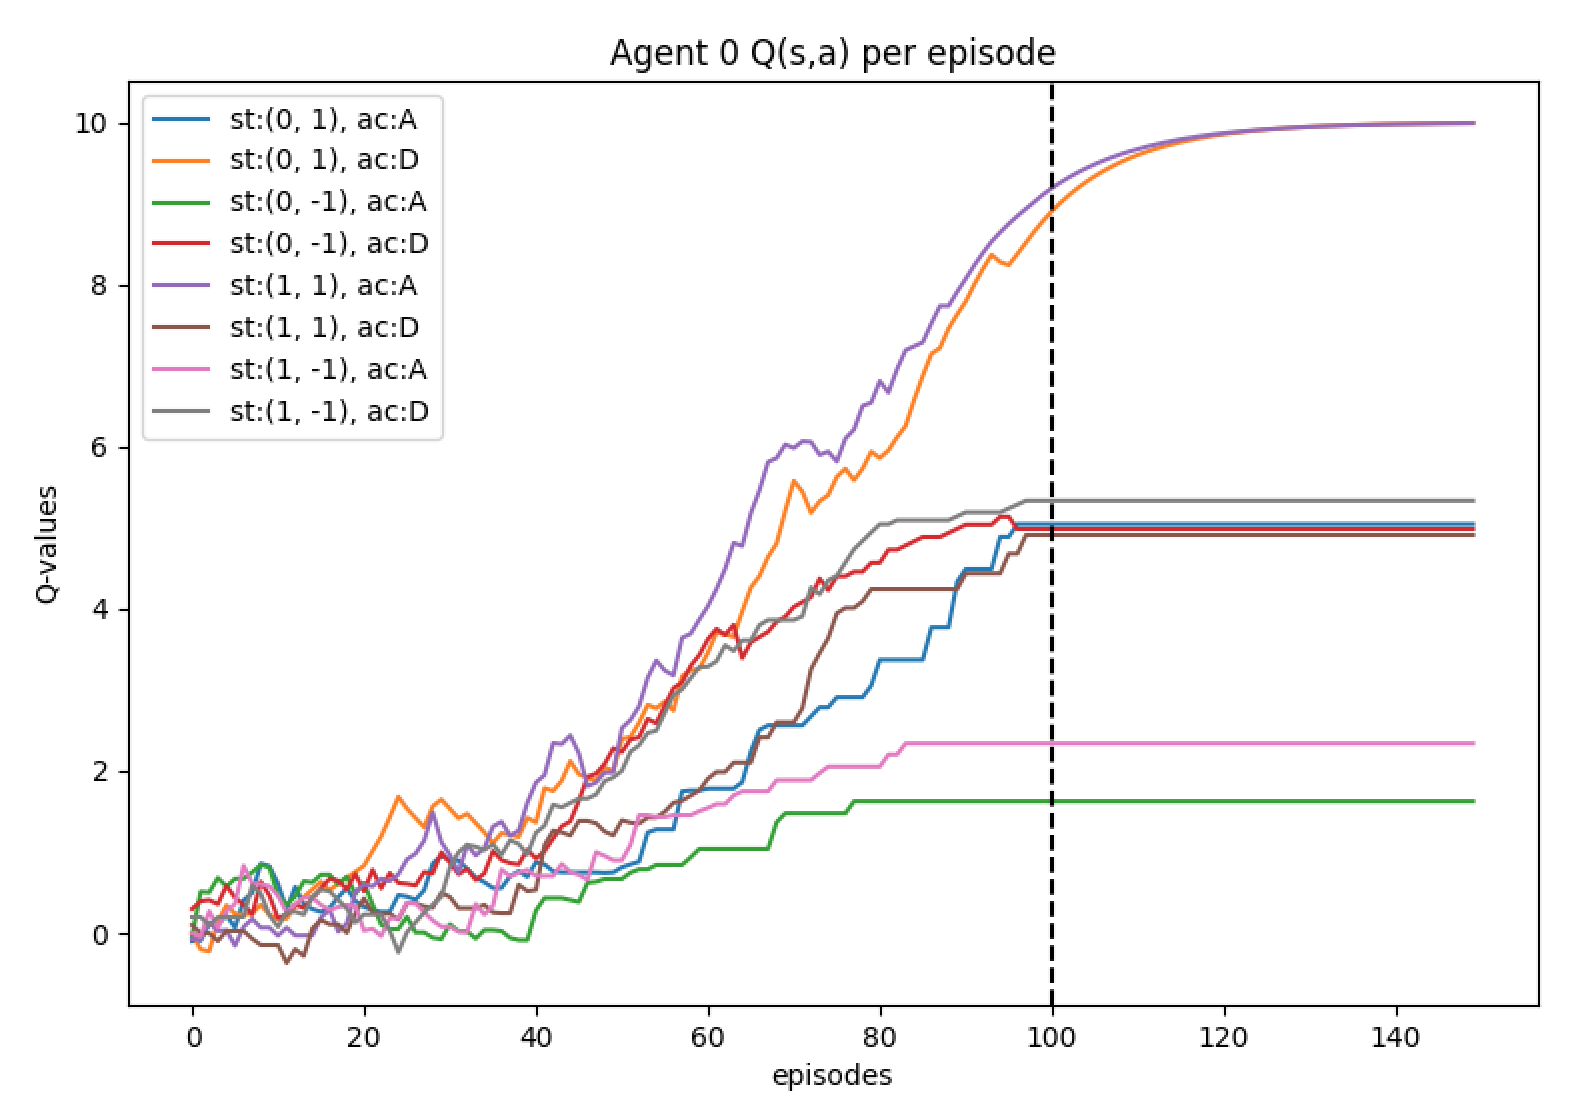 Agent 0 Q(s,a) per episode
st:(0, 1), ac:A
st:(0, 1), ac:D
st:(0, -1), ac:A
st:(0, -1), ac:D
st:(1, 1), ac:A
st:(1, 1), ac:D
st:(1, -1), ac:A
st:(1, -1), ac:D
10
8
6
4
2
0
Q-values
0 20 40 60 80 100 120 140
episodes